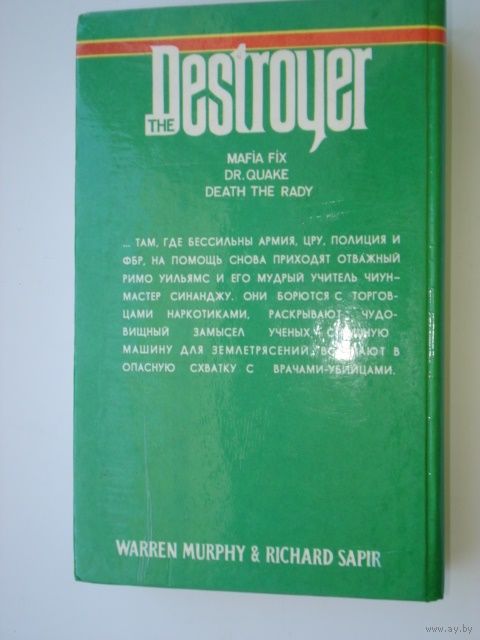 THE Destroyer
MAFIA FIX
DR. QUAKE
DEATH THE RADY
... ТАМ, ГДЕ БЕССИЛЬНЫ АРМИЯ, ЦРУ, ПОЛИЦИЯ И
ФБР, НА ПОМОЩЬ СНОВА ПРИХОДЯТ ОТВАЖНЫЙ
РИМО УИЛЬЯМС И ЕГО МУДРЫЙ УЧИТЕЛЬ ЧИУН-
МАСТЕР СИНАНДЖУ. ОНИ БОРЮТСЯ С ТОРГОВ-
ЦАМИ НАРКОТИКАМИ, РАСКРЫВАЮТ ЧУДО-
ВИЩНЫЙ ЗАМЫСЕЛ УЧЕНЫХ
МАШИНУ ДЛЯ ЗЕМЛЕТРЯСЕНИЙ, В
ОПАСНУЮ СХВАТКУ С ВРАЧАМИ-УБИЙЦАМИ.
WARREN MURPHY & RICHARD SAPIR
www.ay.by